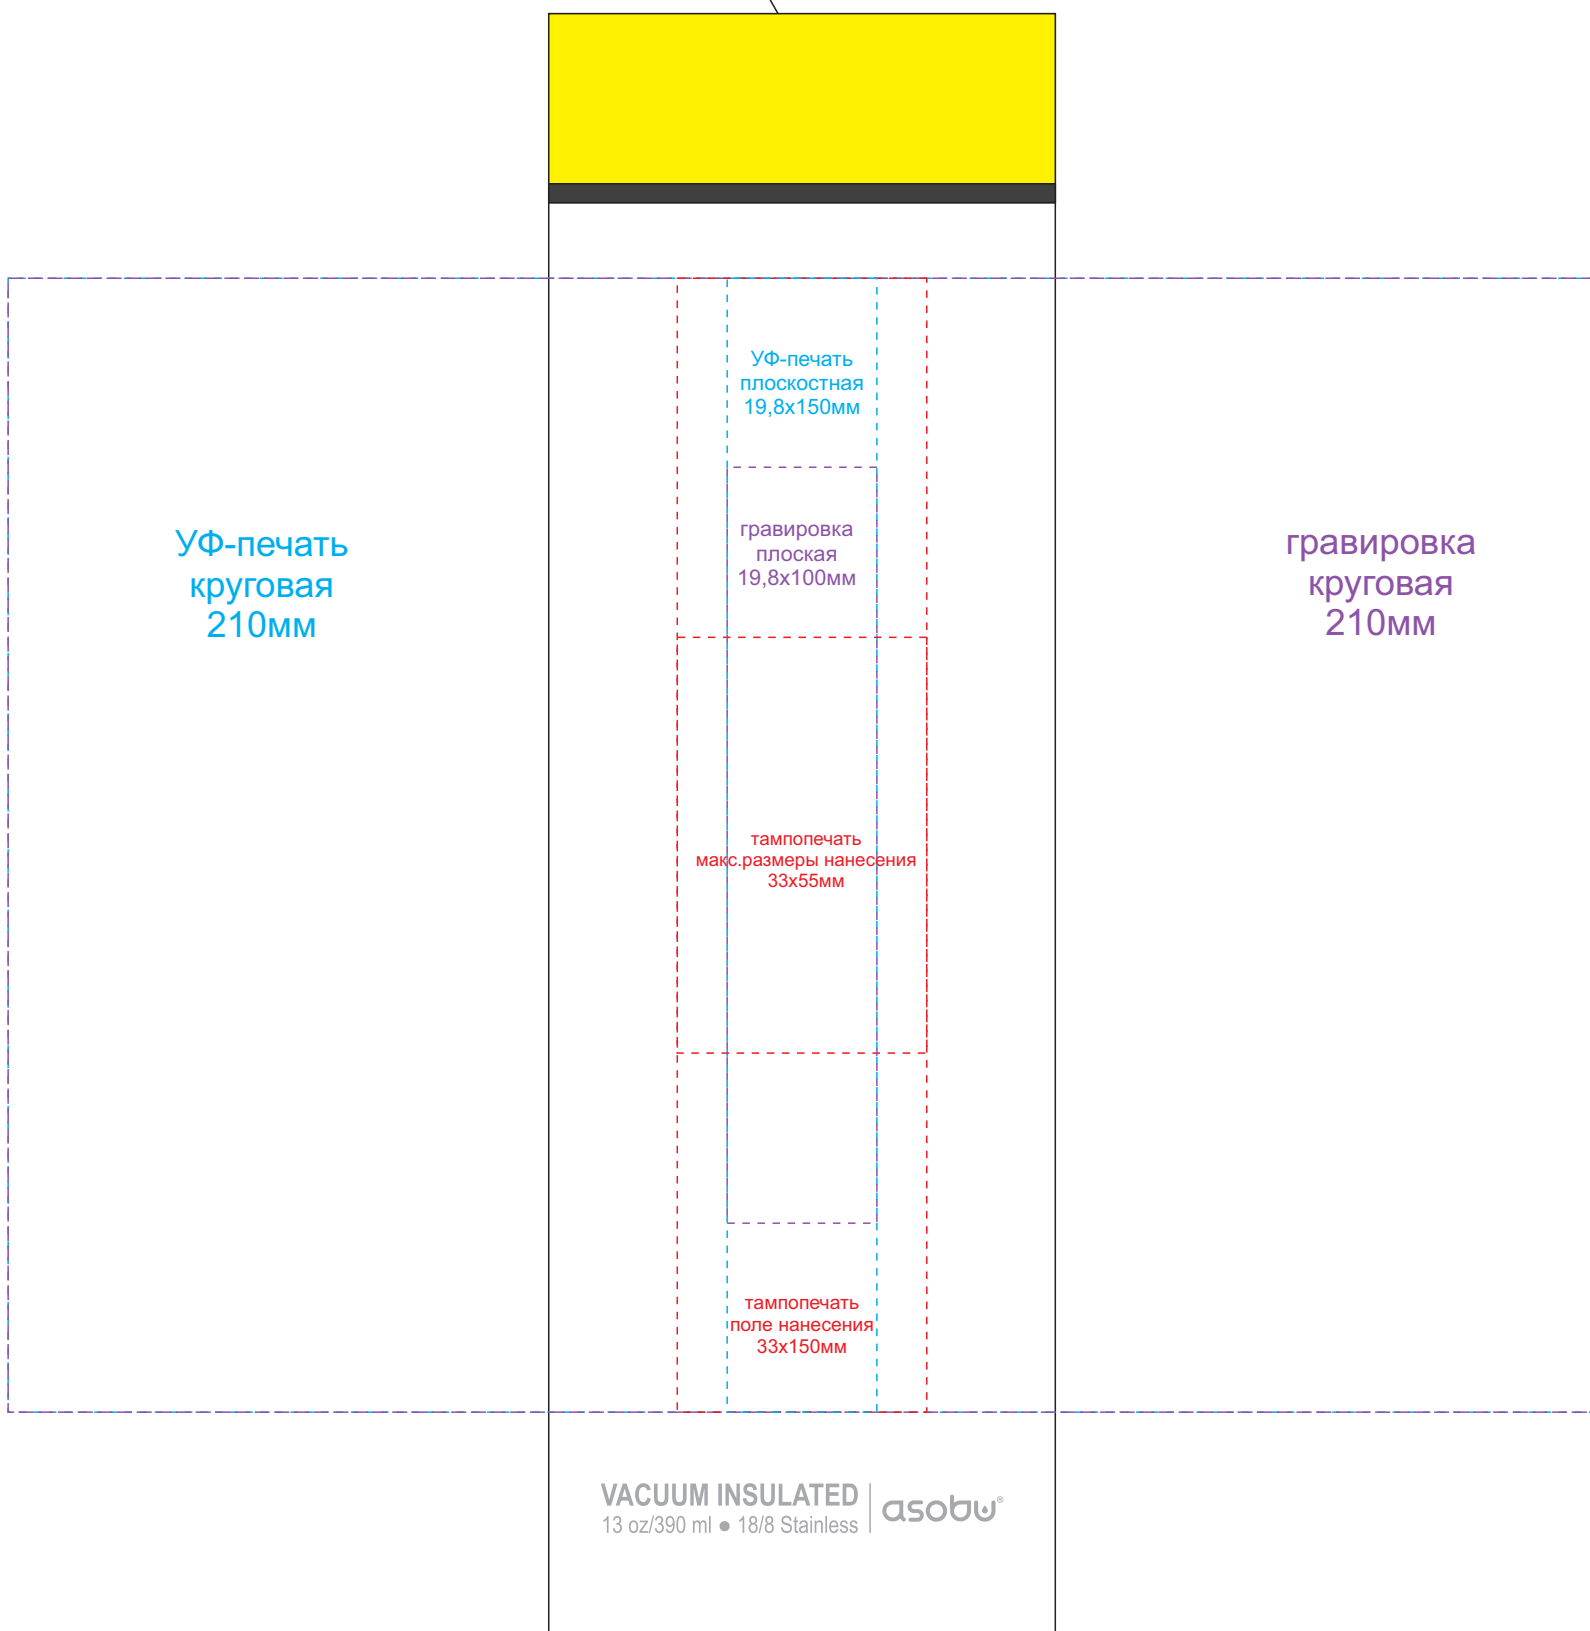 УФ-печать
плоскостная
19,8х150мм
гравировка
плоская
19,8х100мм
УФ-печать
круговая
210мм
гравировка
круговая
210мм
тампопечать
макс.размеры нанесения
33х55мм
тампопечать
поле нанесения
33х150мм
VACUUM INSULATED
13 oz/390 ml ● 18/8 Stainless
asobu®